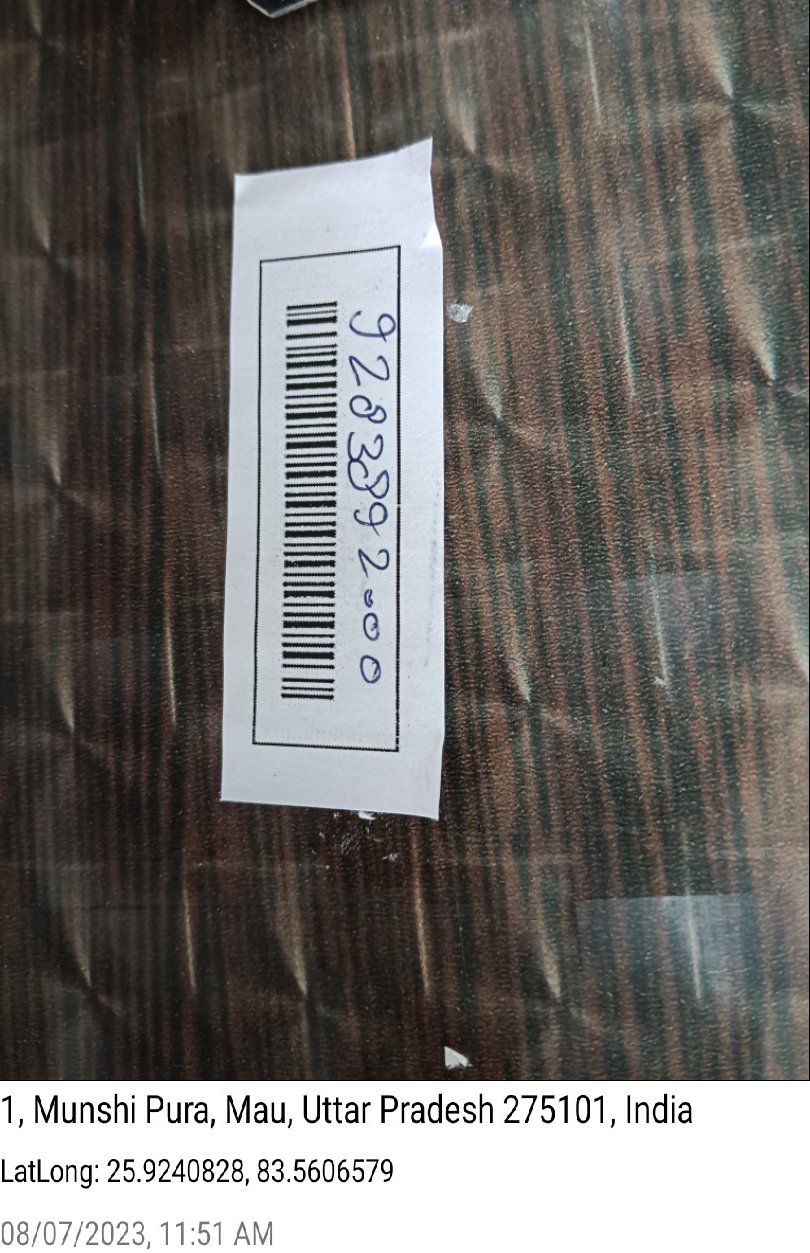 9283892.00
1, Munshi Pura, Mau, Uttar Pradesh 275101, India
LatLong: 25.9240828, 83.5606579
08/07/2023, 11:51 AM